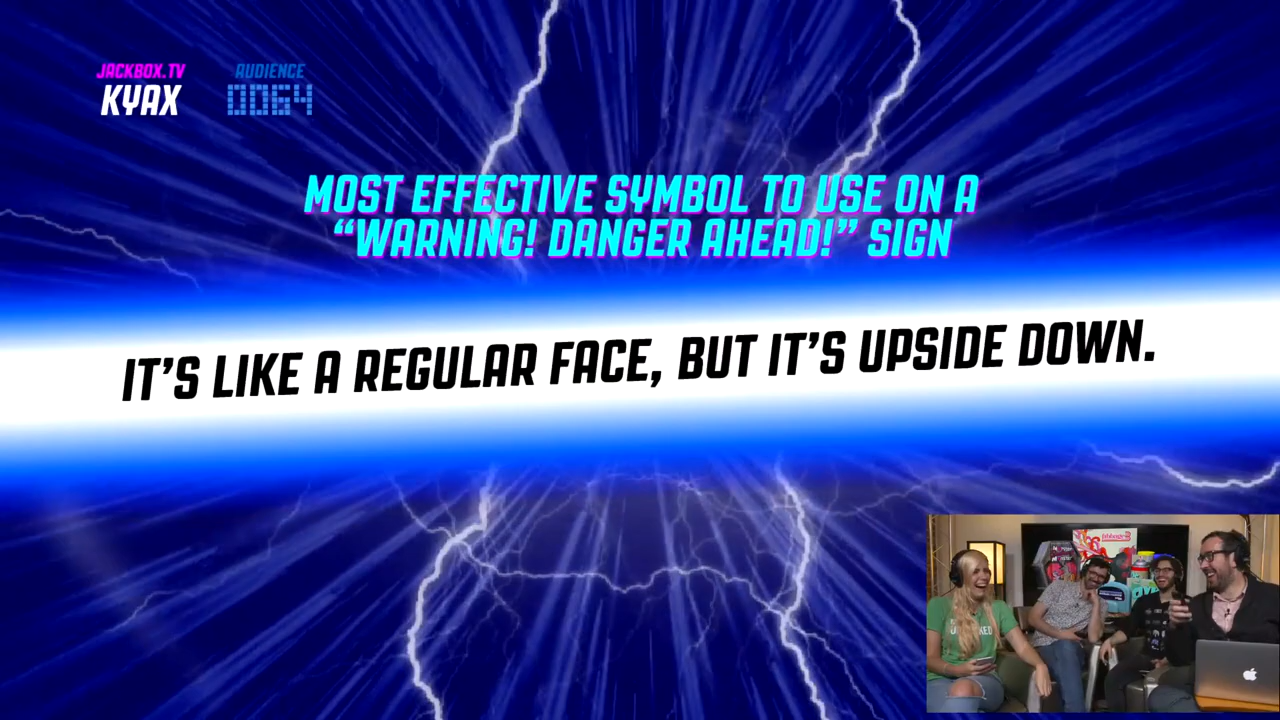 JACKBOX.TV
KYAX
AUDIENCE
0064
MOST EFFECTIVE SYMBOL TO USE ON A
“WARNING! DANGER AHEAD!” SIGN
IT’S LIKE A REGULAR FACE, BUT IT’S UPSIDE DOWN.